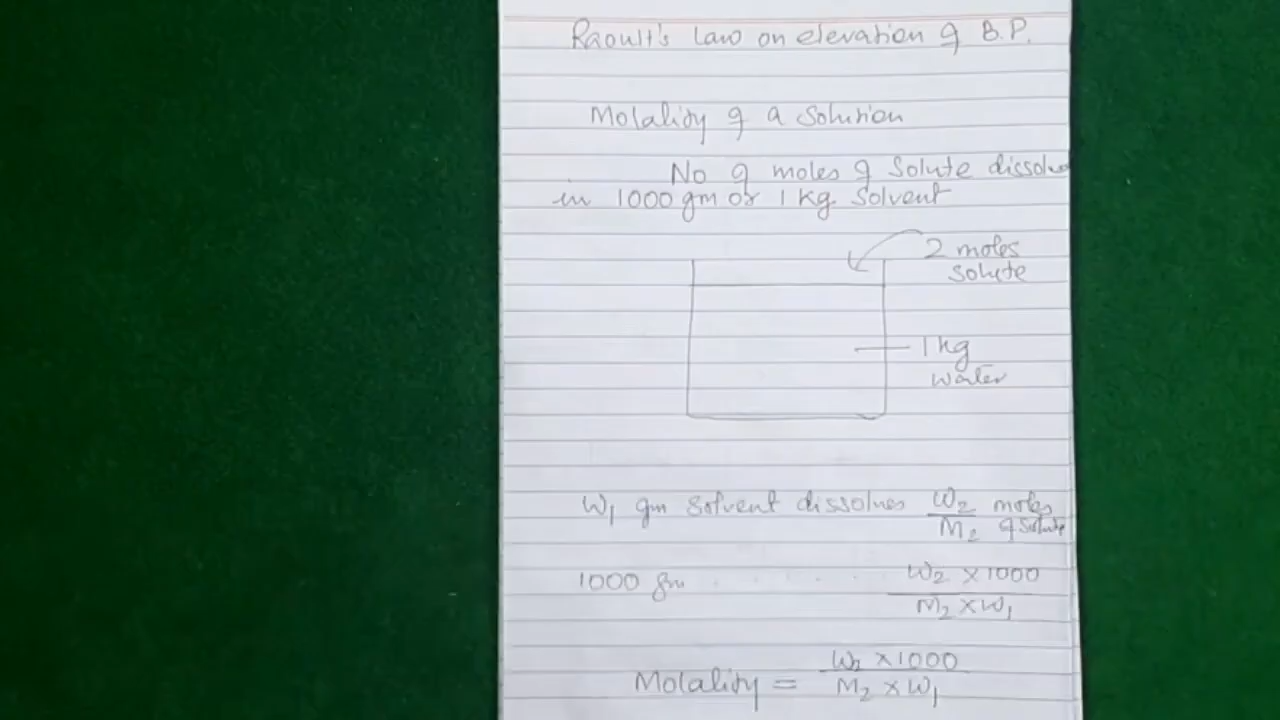 Raoult's Law on elevation of B.P.
Molality of a solution
No of moles of Solute dissolve
in 1000 gm or 1 Kg Solvent
2 moles
solute
1 kg
water
W₁ gm solvent dissolves W₂/M₂ moles of solute
1000 gm . . . . . W₂ × 1000 / M₂ × W₁
Molality = W₂ × 1000 / M₂ × W₁